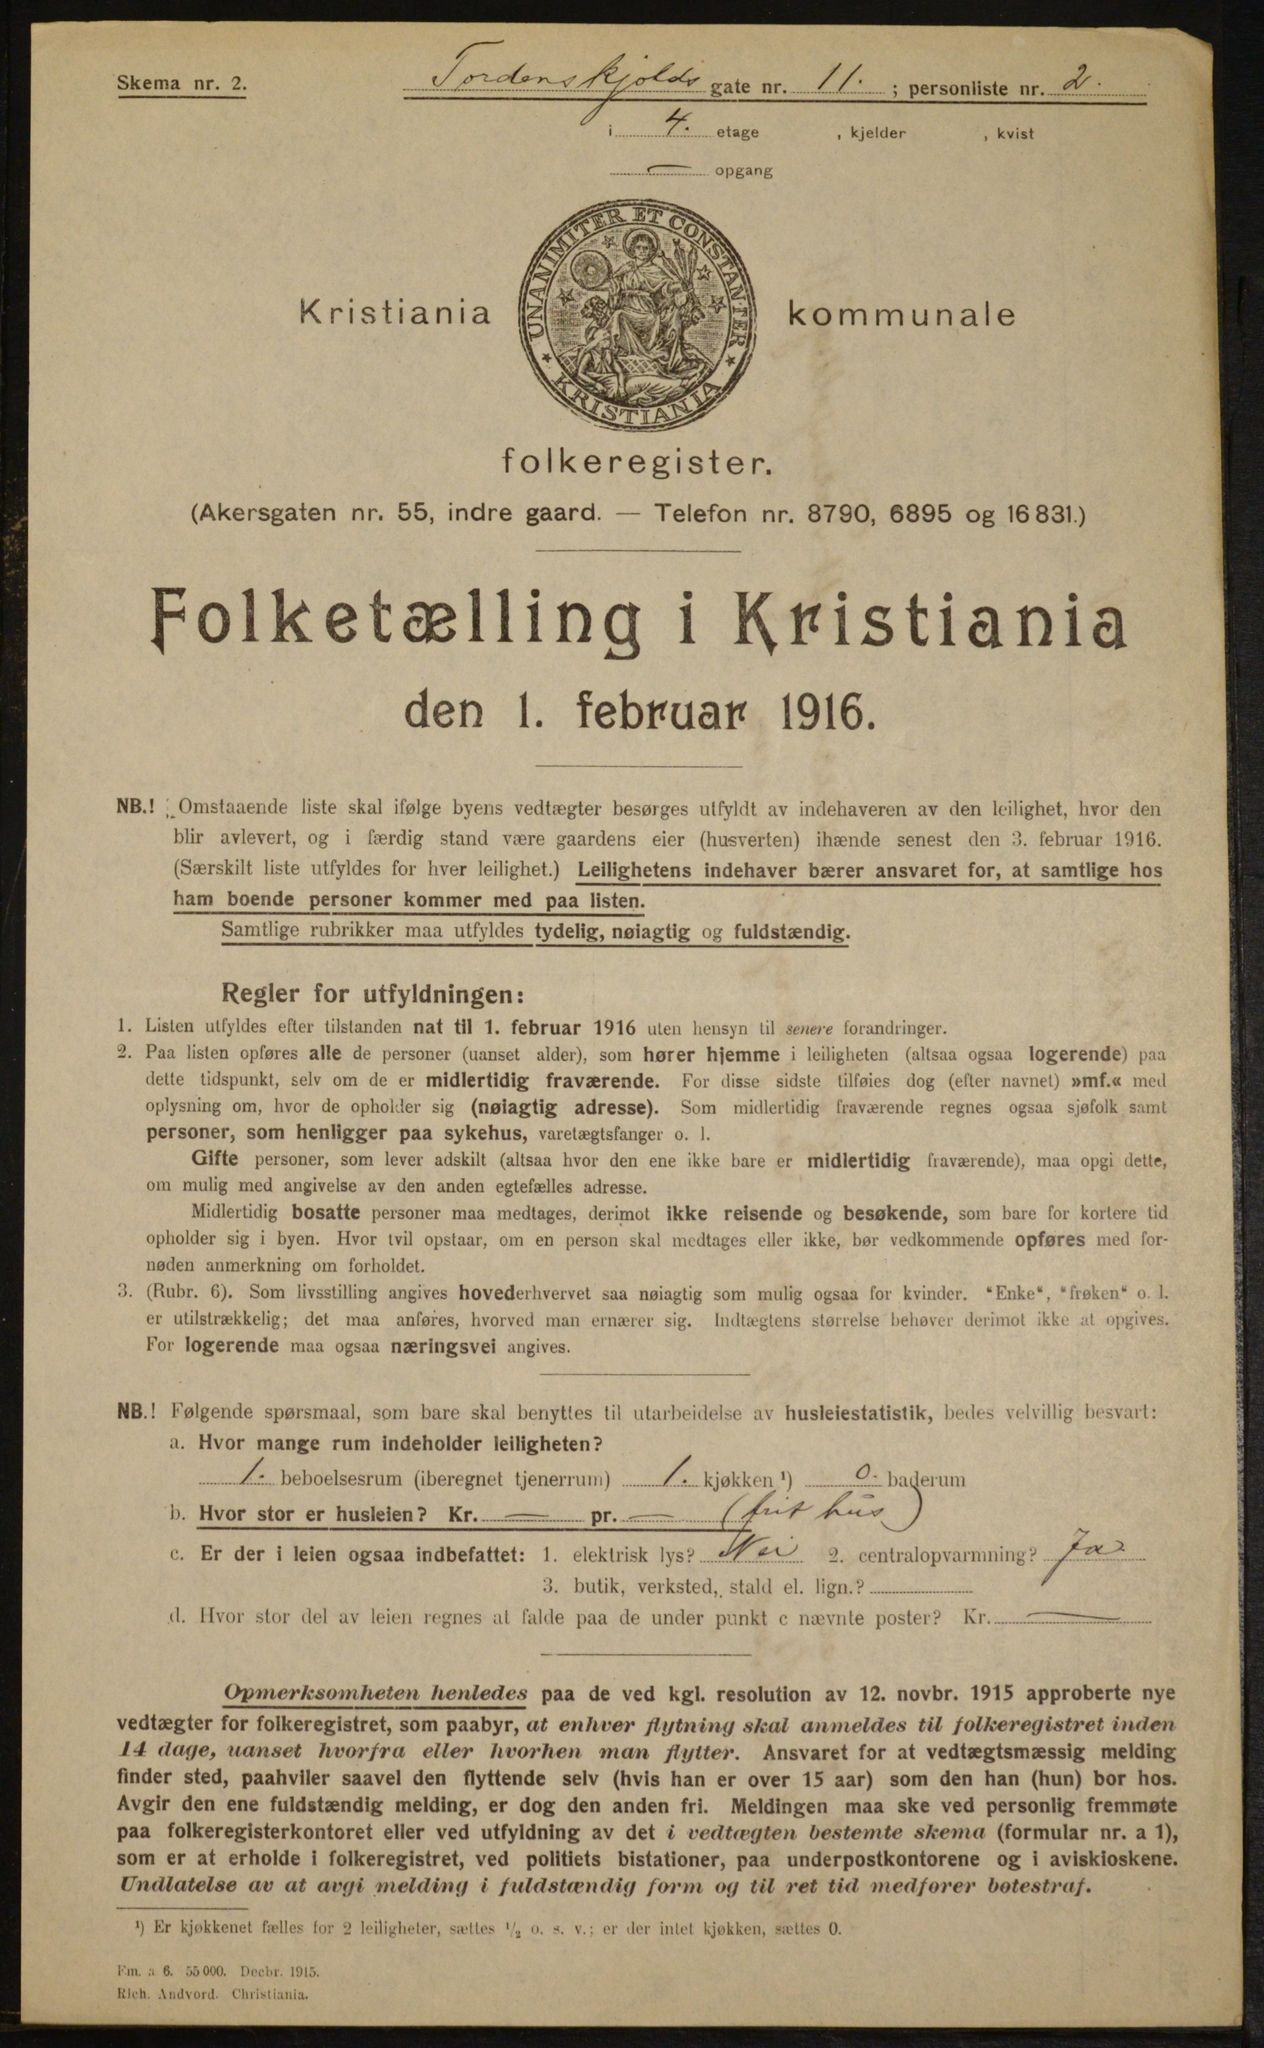 Skema nr. 2.
Tordenskjolds gate nr. 11. ; personliste nr. 2.
i 4. etage , kjelder , kvist
— opgang
UNANIMITER ET CONSTANTER
KRISTIANIA
Kristiania kommunale
folkeregister.
(Akersgaten nr. 55, indre gaard. — Telefon nr. 8790, 6895 og 16 831.)
Folketælling i Kristiania
den 1. februar 1916.
NB.! Omstaaende liste skal ifølge byens vedtægter besørges utfyldt av indehaveren av den leilighet, hvor den
blir avlevert, og i færdig stand være gaardens eier (husverten) ihænde senest den 3. februar 1916.
(Særskilt liste utfyldes for hver leilighet.) Leilighetens indehaver bærer ansvaret for, at samtlige hos
ham boende personer kommer med paa listen.
Samtlige rubrikker maa utfyldes tydelig, nøiagtig og fuldstændig.
Regler for utfyldningen:
1. Listen utfyldes efter tilstanden nat til 1. februar 1916 uten hensyn til senere forandringer.
2. Paa listen opføres alle de personer (uanset alder), som hører hjemme i leiligheten (altsaa ogsaa logerende) paa
dette tidspunkt, selv om de er midlertidig fraværende. For disse sidste tilføies dog (efter navnet) »mf.« med
oplysning om, hvor de opholder sig (nøiagtig adresse). Som midlertidig fraværende regnes ogsaa sjøfolk samt
personer, som henligger paa sykehus, varetægtsfanger o. l.
Gifte personer, som lever adskilt (altsaa hvor den ene ikke bare er midlertidig fraværende), maa opgi dette,
om mulig med angivelse av den anden egtefælles adresse.
Midlertidig bosatte personer maa medtages, derimot ikke reisende og besøkende, som bare for kortere tid
opholder sig i byen. Hvor tvil opstaar, om en person skal medtages eller ikke, bør vedkommende opføres med for-
nøden anmerkning om forholdet.
3. (Rubr. 6). Som livsstilling angives hovederhvervet saa nøiagtig som mulig ogsaa for kvinder. "Enke", "frøken" o. l.
er utilstrækkelig; det maa anføres, hvorved man ernærer sig. Indtægtens størrelse behøver derimot ikke at opgives.
For logerende maa ogsaa næringsvei angives.
NB.! Følgende spørsmaal, som bare skal benyttes til utarbeidelse av husleiestatistik, bedes velvillig besvart:
a. Hvor mange rum indeholder leiligheten?
1. beboelsesrum (iberegnet tjenerrum) 1. kjøkken ¹) 0. baderum
b. Hvor stor er husleien? Kr. — pr. — (frit hus)
c. Er der i leien ogsaa indbefattet: 1. elektrisk lys? Nei 2. centralopvarmning? Ja
3. butik, verksted, stald el. lign.?
d. Hvor stor del av leien regnes at falde paa de under punkt c nævnte poster? Kr. —
Opmerksomheten henledes paa de ved kgl. resolution av 12. novbr. 1915 approberte nye
vedtægter for folkeregistret, som paabyr, at enhver flytning skal anmeldes til folkeregistret inden
14 dage, uanset hvorfra eller hvorhen man flytter. Ansvaret for at vedtægtsmæssig melding
finder sted, paahviler saavel den flyttende selv (hvis han er over 15 aar) som den han (hun) bor hos.
Avgir den ene fuldstændig melding, er dog den anden fri. Meldingen maa ske ved personlig fremmøte
paa folkeregisterkontoret eller ved utfyldning av det i vedtægten bestemte skema (formular nr. a 1),
som er at erholde i folkeregistret, ved politiets bistationer, paa underpostkontorene og i aviskioskene.
Undlatelse av at avgi melding i fuldstændig form og til ret tid medfører bøtestraf.
¹) Er kjøkkenet fælles for 2 leiligheter, sættes ½ o. s. v.; er der intet kjøkken, sættes 0.
Fm. a 6. 55 000. Decbr. 1915.
Rich. Andvord. Christiania.